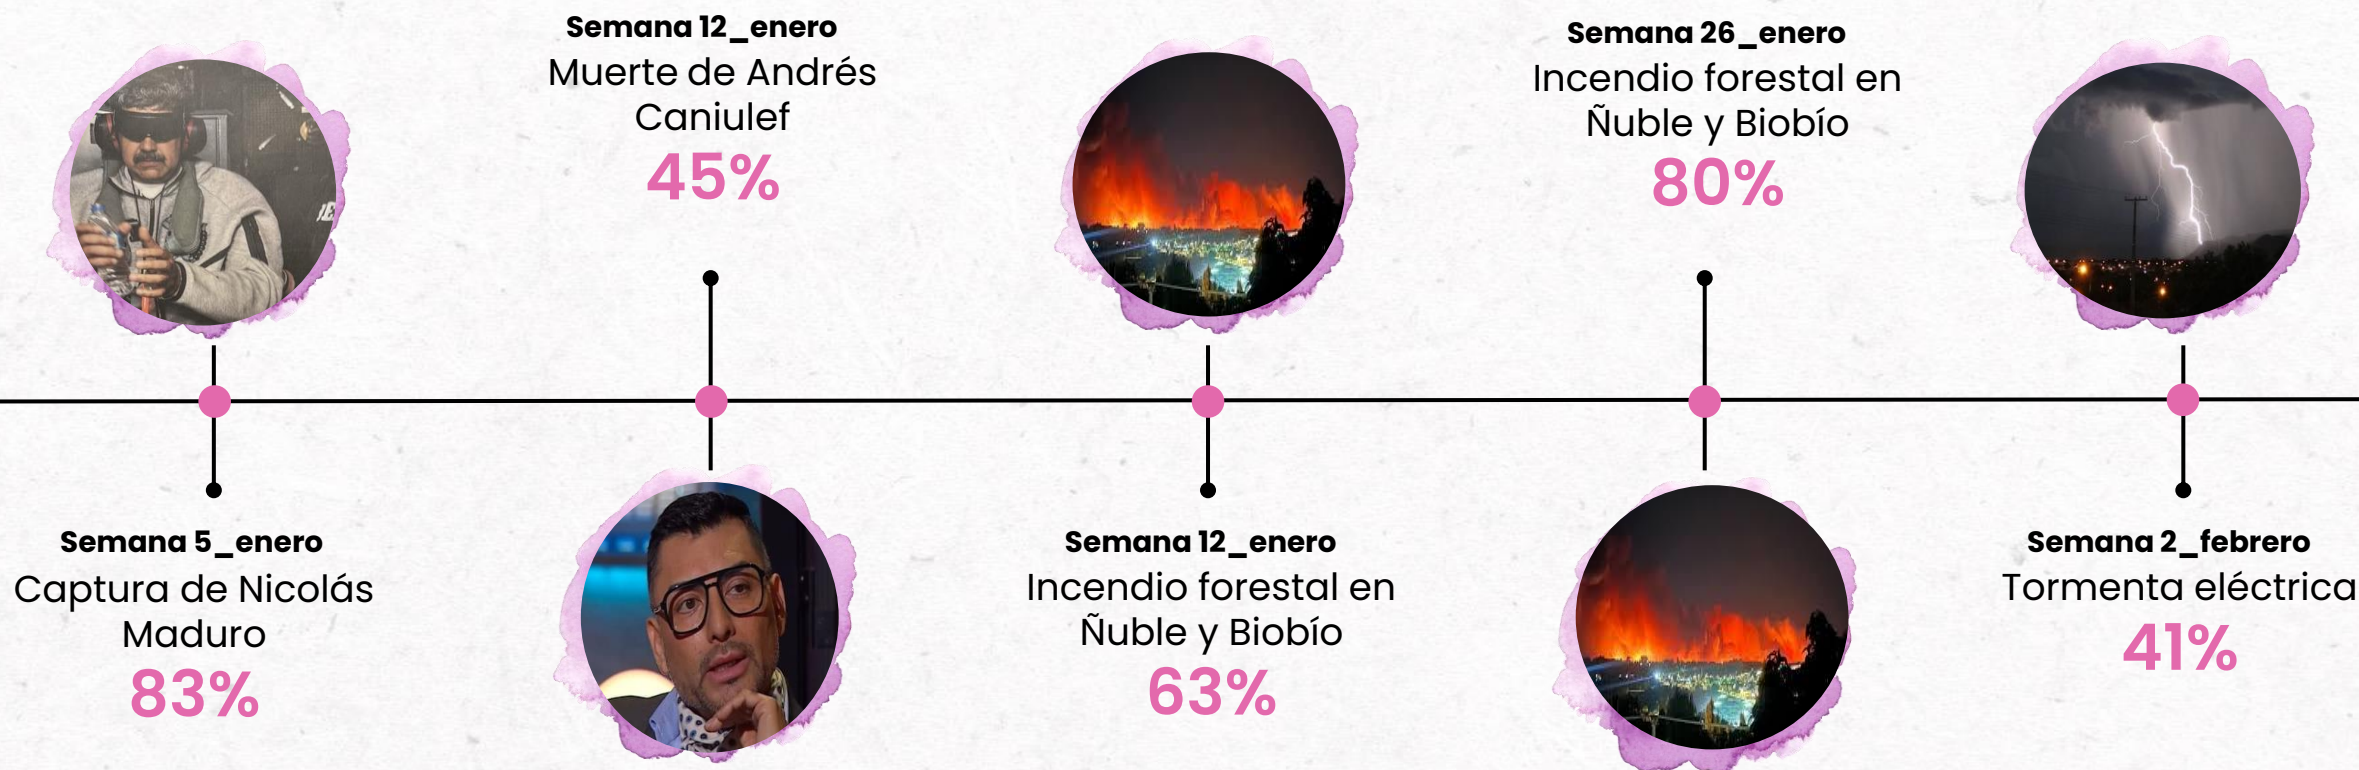 Semana 12_enero
Muerte de Andrés
Caniulef
45%
Semana 26_enero
Incendio forestal en
Ñuble y Biobío
80%
Semana 5_enero
Captura de Nicolás
Maduro
83%
Semana 12_enero
Incendio forestal en
Ñuble y Biobío
63%
Semana 2_febrero
Tormenta eléctrica
41%